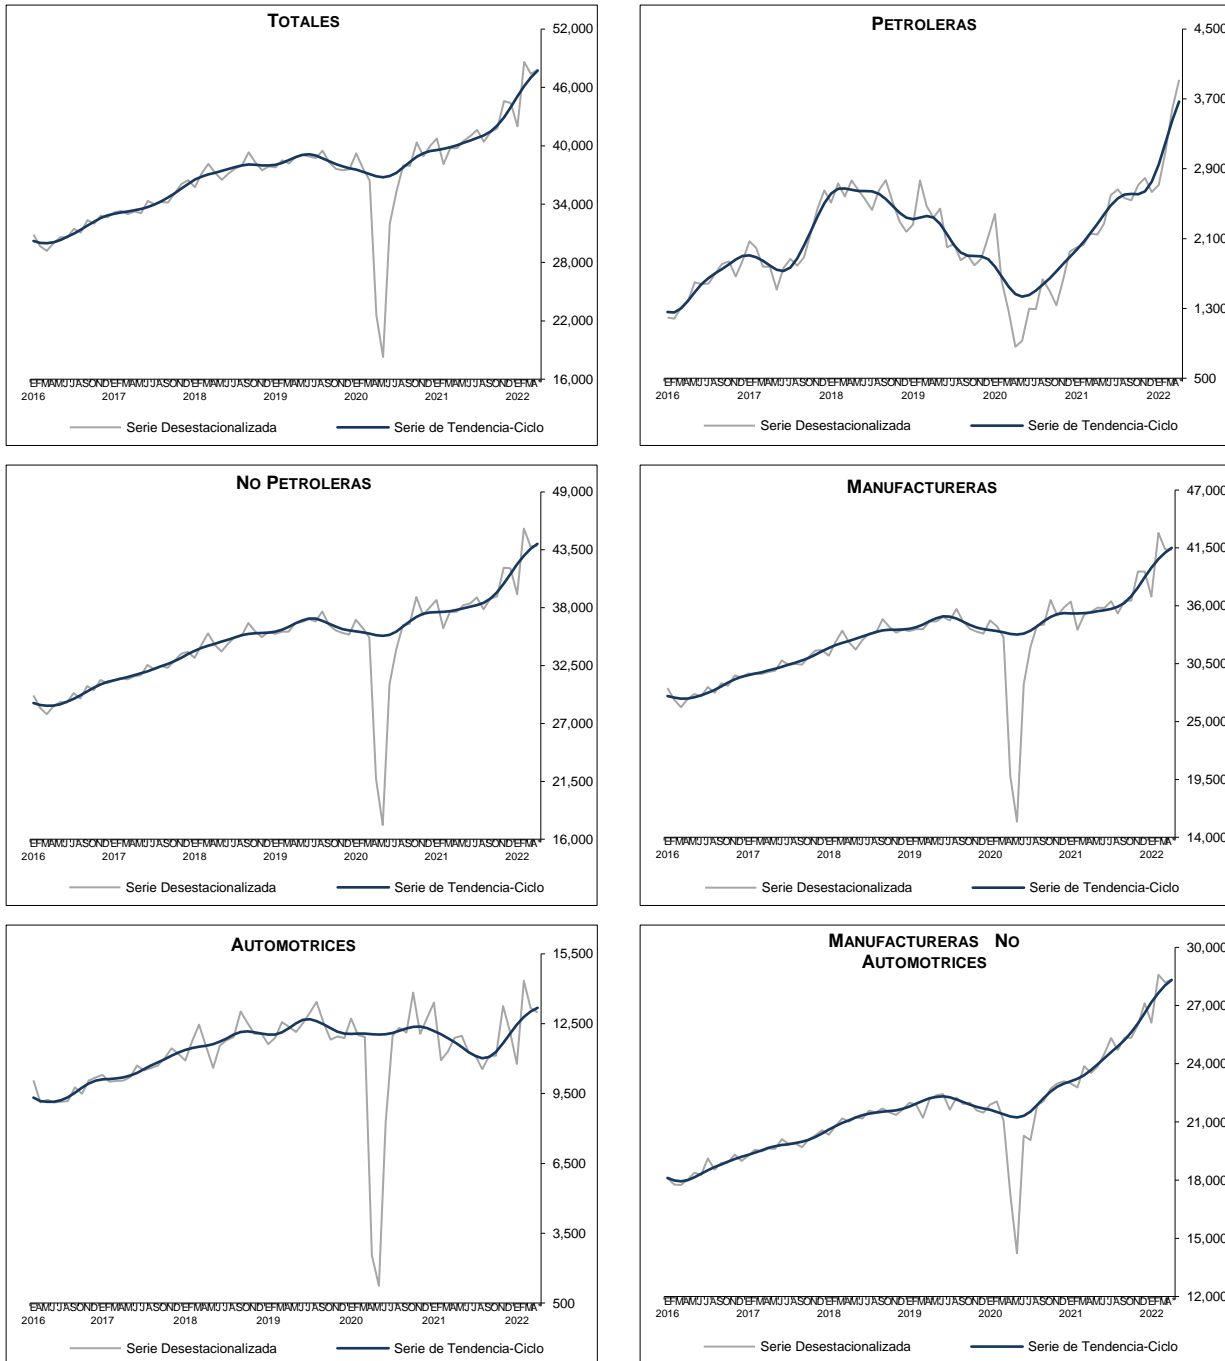 TOTALES
52,000
46,000
40,000
34,000
28,000
22,000
16,000
2016 2017 2018 2019 2020 2021 2022
Serie Desestacionalizada Serie de Tendencia-Ciclo
PETROLERAS
4,500
3,700
2,900
2,100
1,300
500
2016 2017 2018 2019 2020 2021 2022
Serie Desestacionalizada Serie de Tendencia-Ciclo
NO PETROLERAS
49,000
43,500
38,000
32,500
27,000
21,500
16,000
2016 2017 2018 2019 2020 2021 2022
Serie Desestacionalizada Serie de Tendencia-Ciclo
MANUFACTURERAS
47,000
41,500
36,000
30,500
25,000
19,500
14,000
2016 2017 2018 2019 2020 2021 2022
Serie Desestacionalizada Serie de Tendencia-Ciclo
AUTOMOTRICES
15,500
12,500
9,500
6,500
3,500
500
2016 2017 2018 2019 2020 2021 2022
Serie Desestacionalizada Serie de Tendencia-Ciclo
MANUFACTURERAS NO
AUTOMOTRICES
30,000
27,000
24,000
21,000
18,000
15,000
12,000
2016 2017 2018 2019 2020 2021 2022
Serie Desestacionalizada Serie de Tendencia-Ciclo